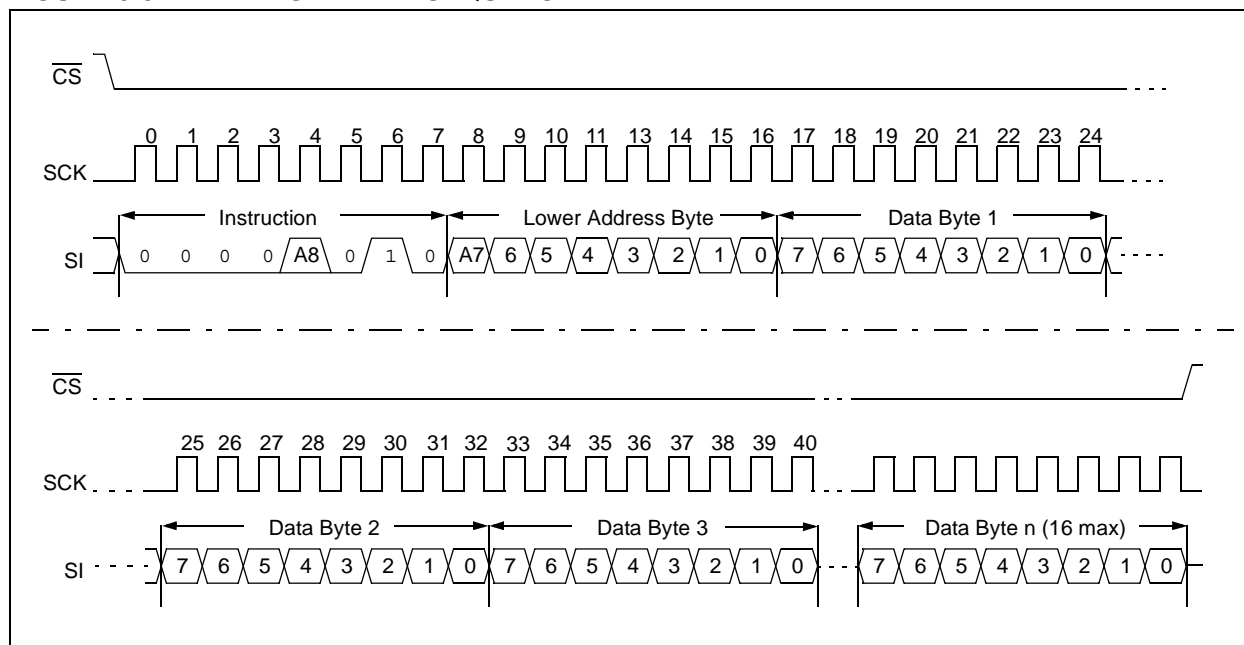 CS
0 1 2 3 4 5 6 7 8 9 10 11 13 14 15 16 17 18 19 20 21 22 23 24
SCK
Instruction Lower Address Byte Data Byte 1
SI 0 0 0 0 A8 0 1 0 A7 6 5 4 3 2 1 0 7 6 5 4 3 2 1 0
CS
25 26 27 28 29 30 31 32 33 34 35 36 37 38 39 40
SCK
Data Byte 2 Data Byte 3 Data Byte n (16 max)
SI 7 6 5 4 3 2 1 0 7 6 5 4 3 2 1 0 7 6 5 4 3 2 1 0